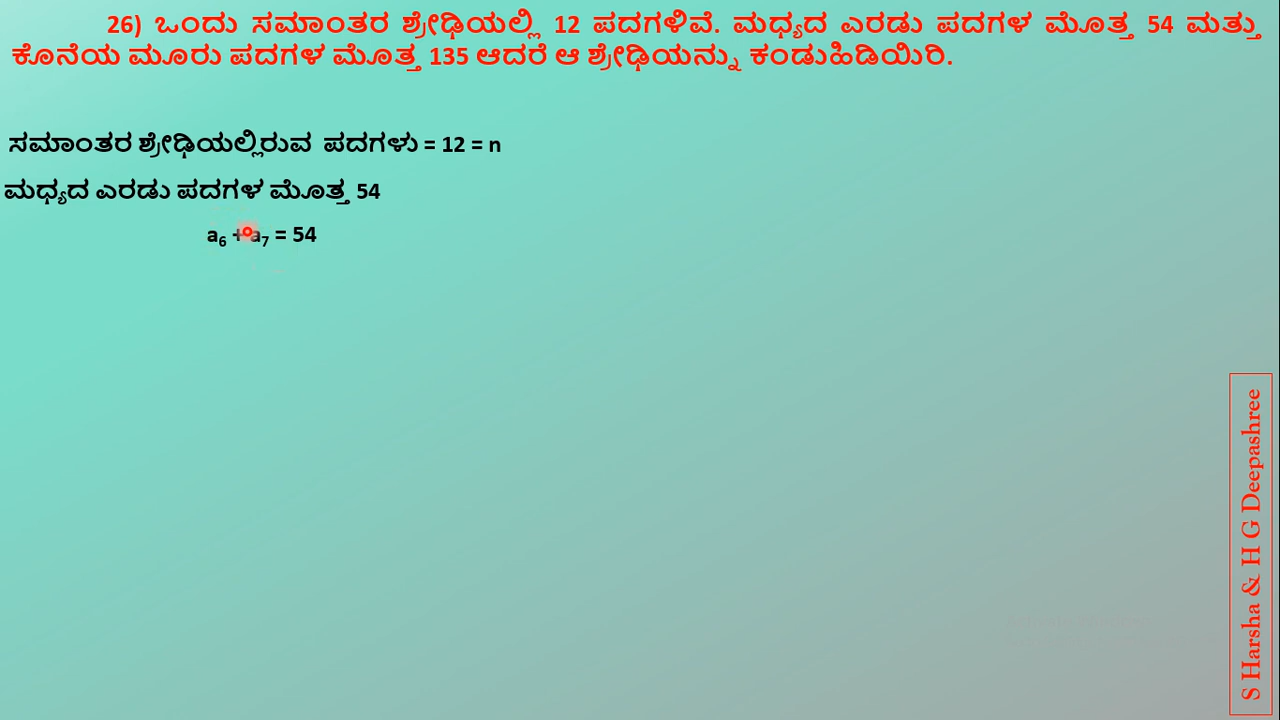 26) ಒಂದು ಸಮಾಂತರ ಶ್ರೇಢಿಯಲ್ಲಿ 12 ಪದಗಳಿವೆ. ಮಧ್ಯದ ಎರಡು ಪದಗಳ ಮೊತ್ತ 54 ಮತ್ತು
ಕೊನೆಯ ಮೂರು ಪದಗಳ ಮೊತ್ತ 135 ಆದರೆ ಆ ಶ್ರೇಢಿಯನ್ನು ಕಂಡುಹಿಡಿಯಿರಿ.
ಸಮಾಂತರ ಶ್ರೇಢಿಯಲ್ಲಿರುವ ಪದಗಳು = 12 = n
ಮಧ್ಯದ ಎರಡು ಪದಗಳ ಮೊತ್ತ 54
a₆ + a₇ = 54
S Harsha & H G Deepashree